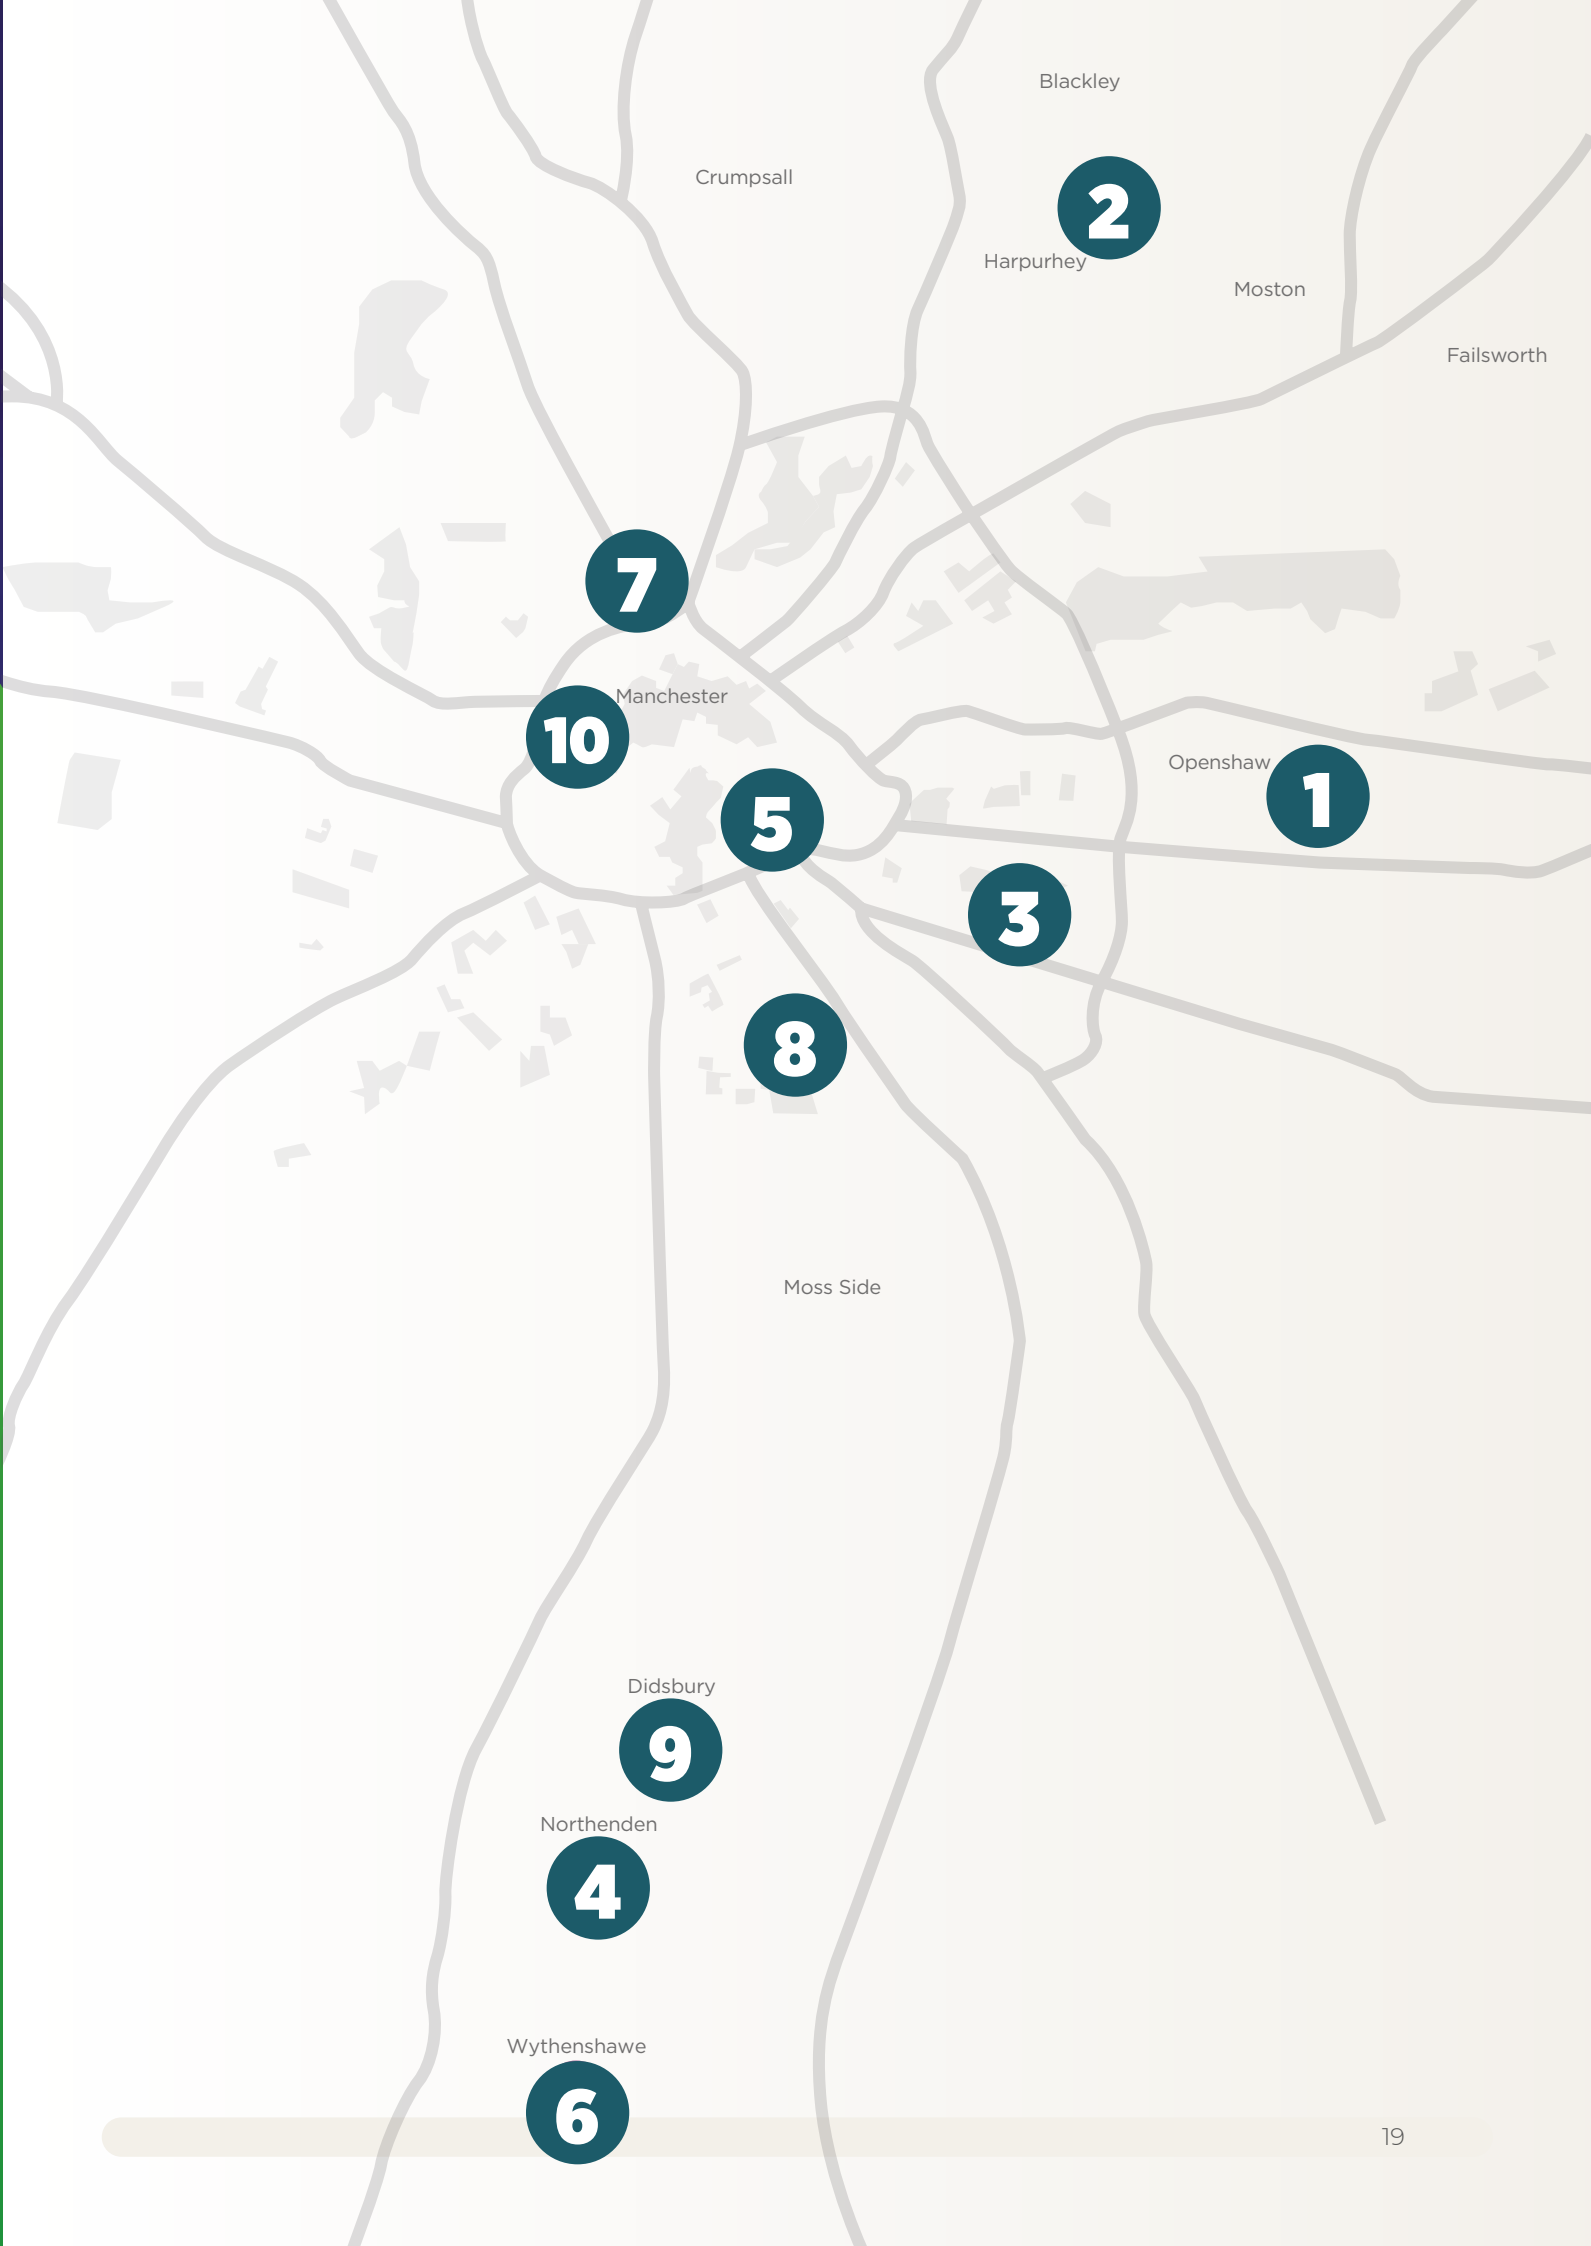 Blackley
Crumpsall
2
Harpurhey
Moston
Failsworth
7
Manchester
10
Openshaw
1
5
3
8
Moss Side
Didsbury
9
Northenden
4
Wythenshawe
6
19